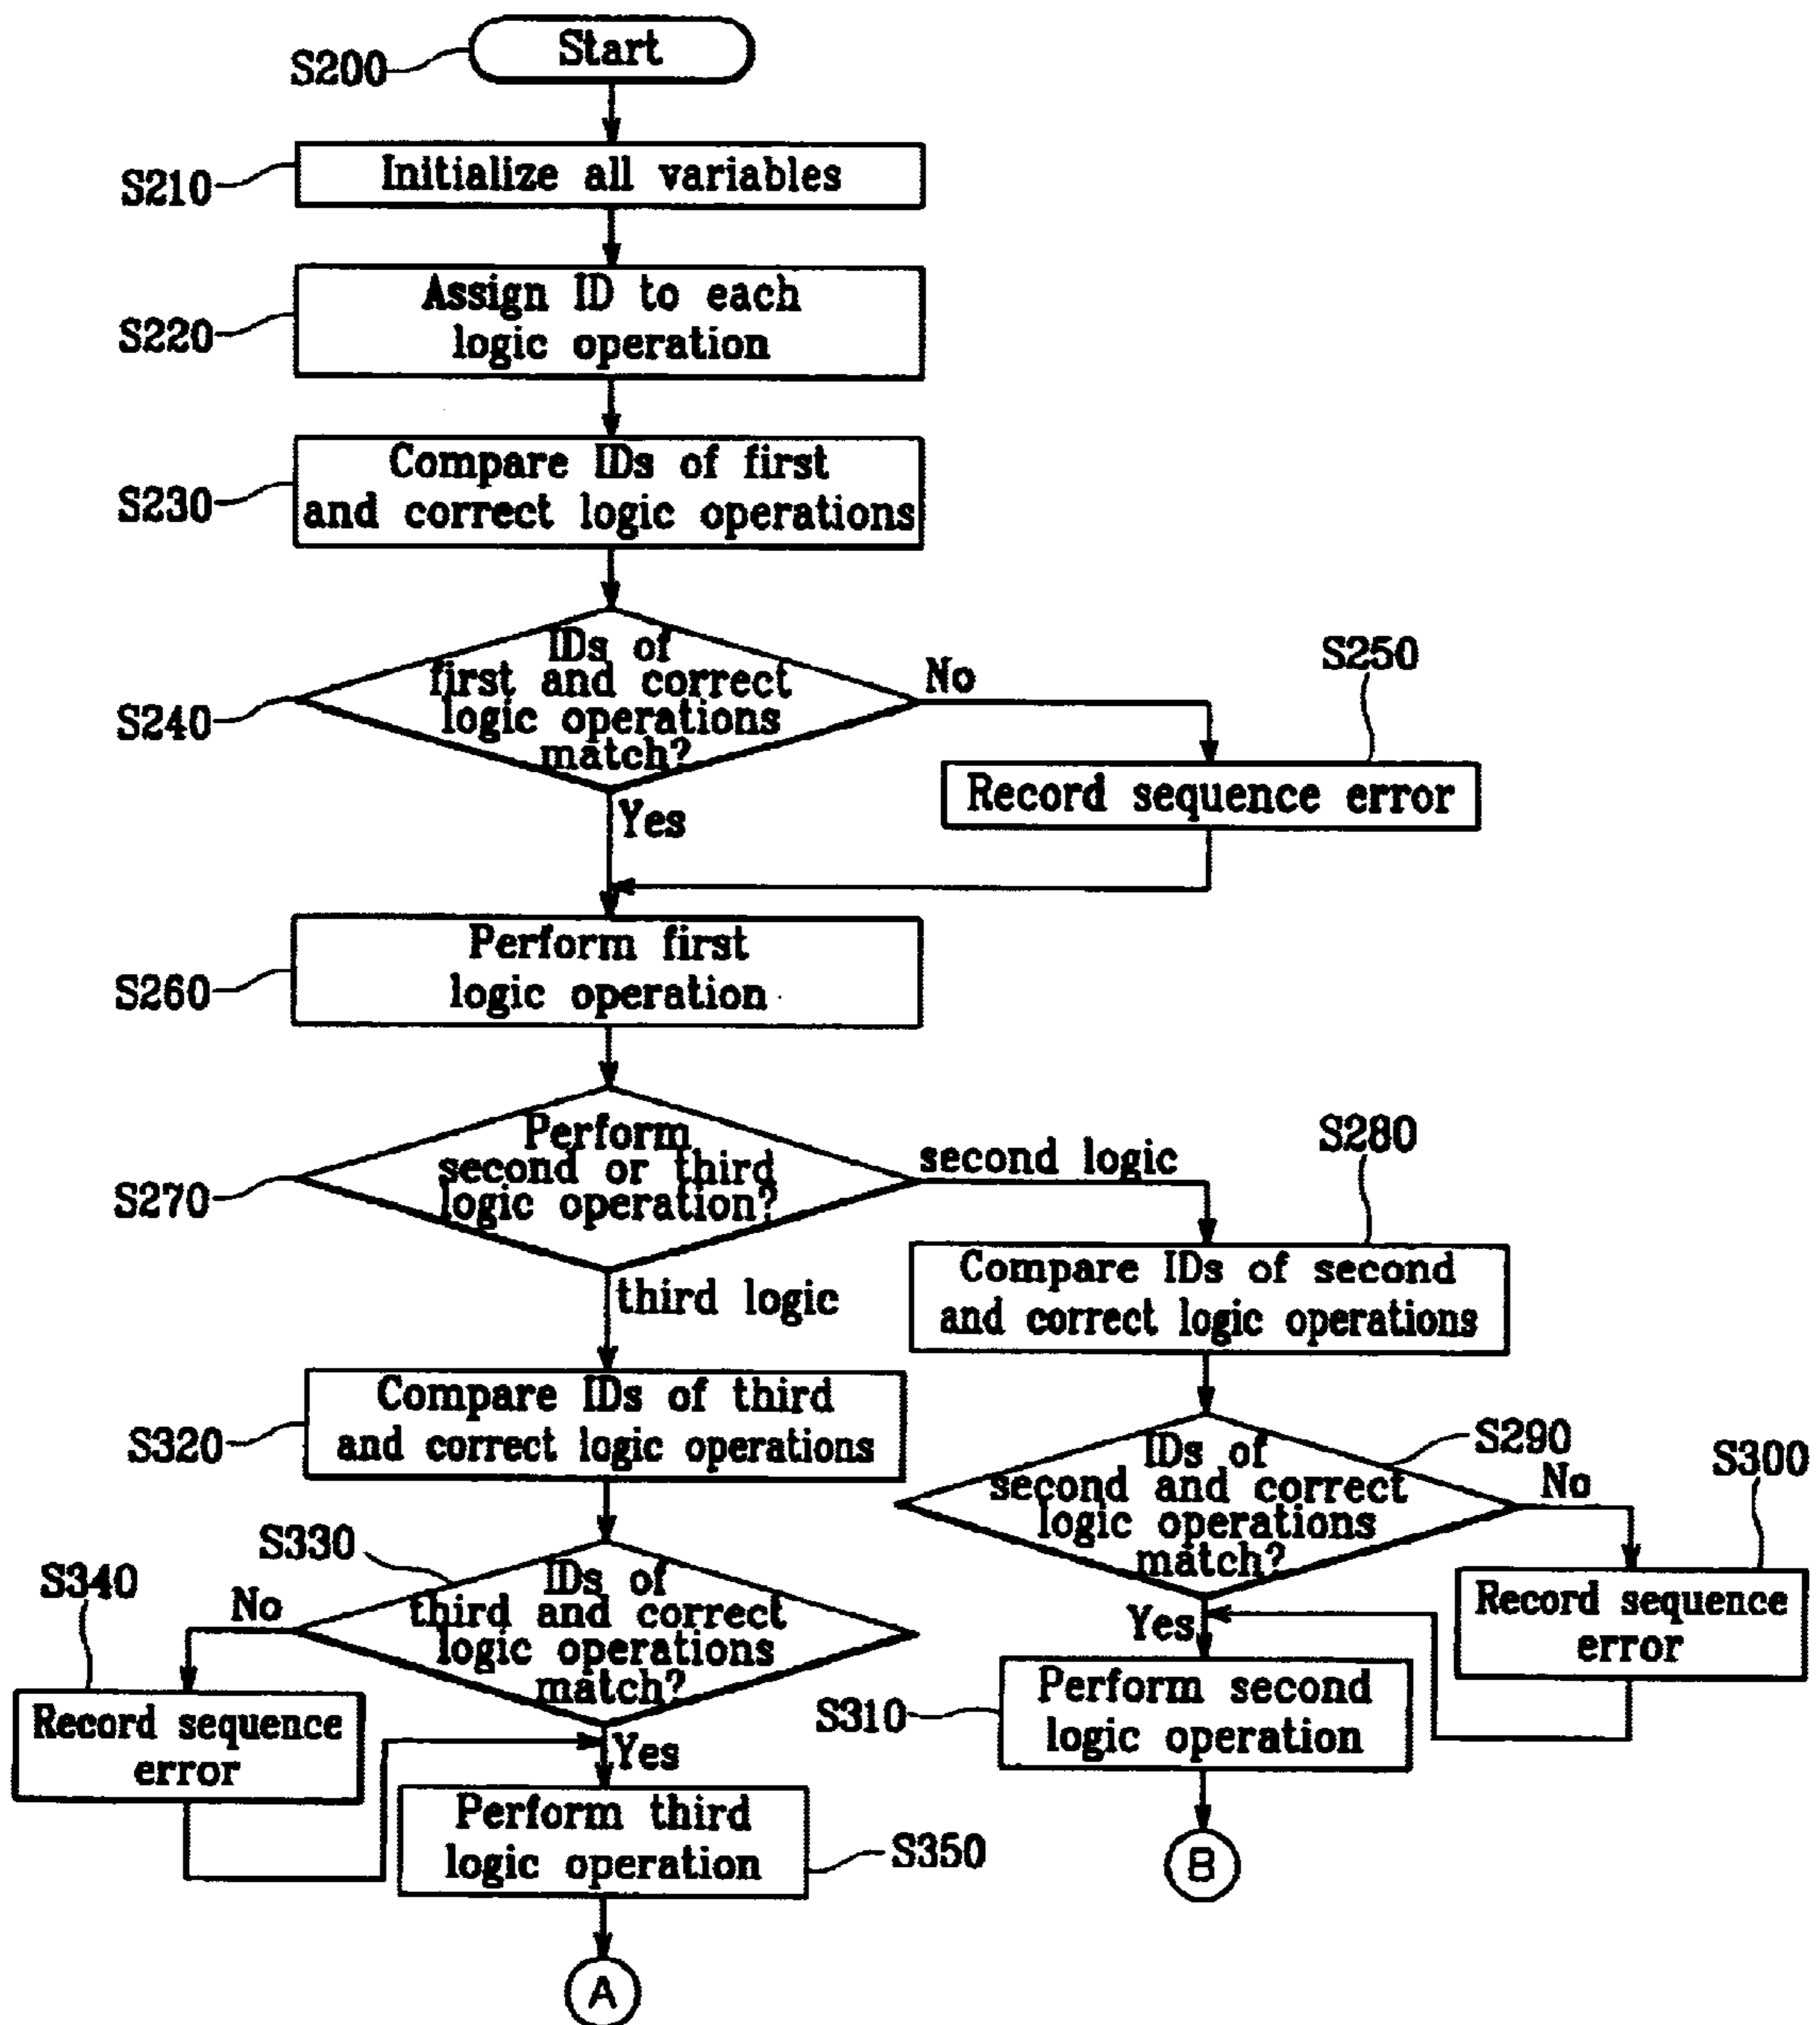 S200
Start
S210
Initialize all variables
S220
Assign ID to each
logic operation
S230
Compare IDs of first
and correct logic operations
S240
IDs of
first and correct
logic operations
match?
No
Yes
S250
Record sequence error
S260
Perform first
logic operation
S270
Perform
second or third
logic operation?
second logic
third logic
S280
Compare IDs of second
and correct logic operations
S320
Compare IDs of third
and correct logic operations
S290
IDs of
second and correct
logic operations
match?
No
Yes
S300
Record sequence
error
S330
IDs of
third and correct
logic operations
match?
No
Yes
S340
Record sequence
error
S310
Perform second
logic operation
S350
Perform third
logic operation
B
A